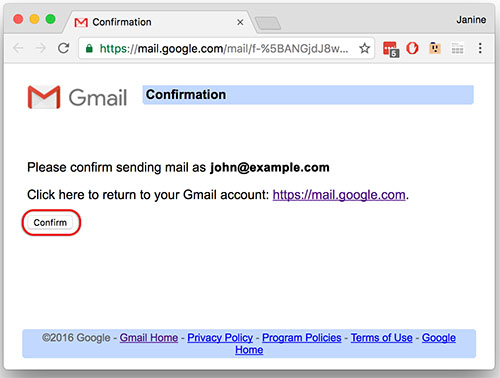 Confirmation
Janine
https://mail.google.com/mail/f-%5BANGjdJ8w...
5
Gmail
Confirmation
Please confirm sending mail as john@example.com
Click here to return to your Gmail account: https://mail.google.com.
Confirm
©2016 Google - Gmail Home - Privacy Policy - Program Policies - Terms of Use - Google
Home